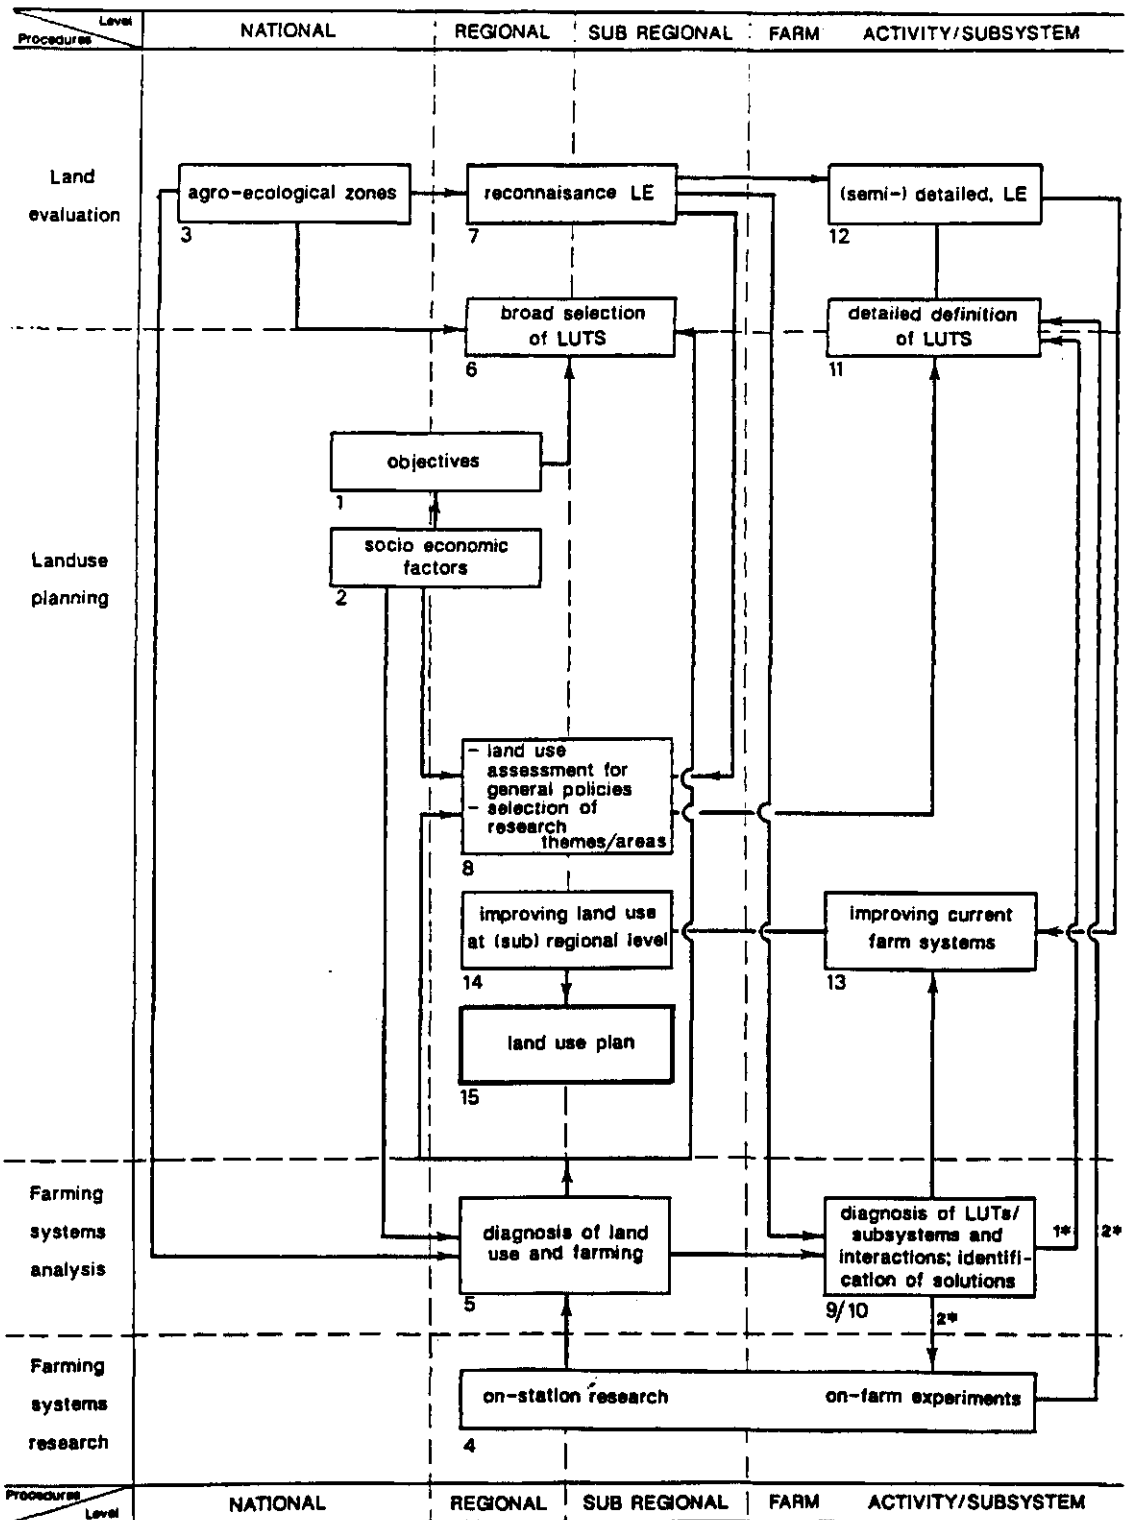 Level
Procedures
NATIONAL
REGIONAL
SUB REGIONAL
FARM
ACTIVITY/SUBSYSTEM
Land
evaluation
agro-ecological zones
3
reconnaisance LE
7
(semi-) detailed, LE
12
broad selection
of LUTS
6
detailed definition
of LUTS
11
Landuse
planning
objectives
1
socio economic
factors
2
- land use
assessment for
general policies
- selection of
research
themes/areas
8
improving land use
at (sub) regional level
14
improving current
farm systems
13
land use plan
15
Farming
systems
analysis
diagnosis of land
use and farming
5
diagnosis of LUTs/
subsystems and
interactions; identifi-
cation of solutions
9/10
1*
2*
2*
Farming
systems
research
on-station research
on-farm experiments
4
Procedures
Level
NATIONAL
REGIONAL
SUB REGIONAL
FARM
ACTIVITY/SUBSYSTEM